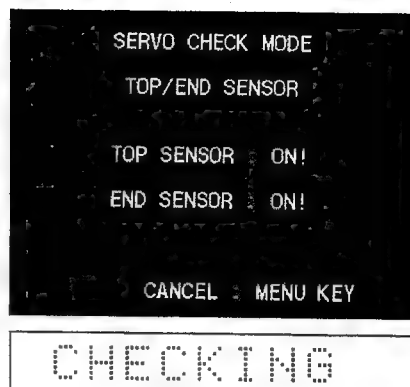 SERVO CHECK MODE
TOP/END SENSOR
TOP SENSOR : ON!
END SENSOR : ON!
CANCEL : MENU KEY
CHECKING